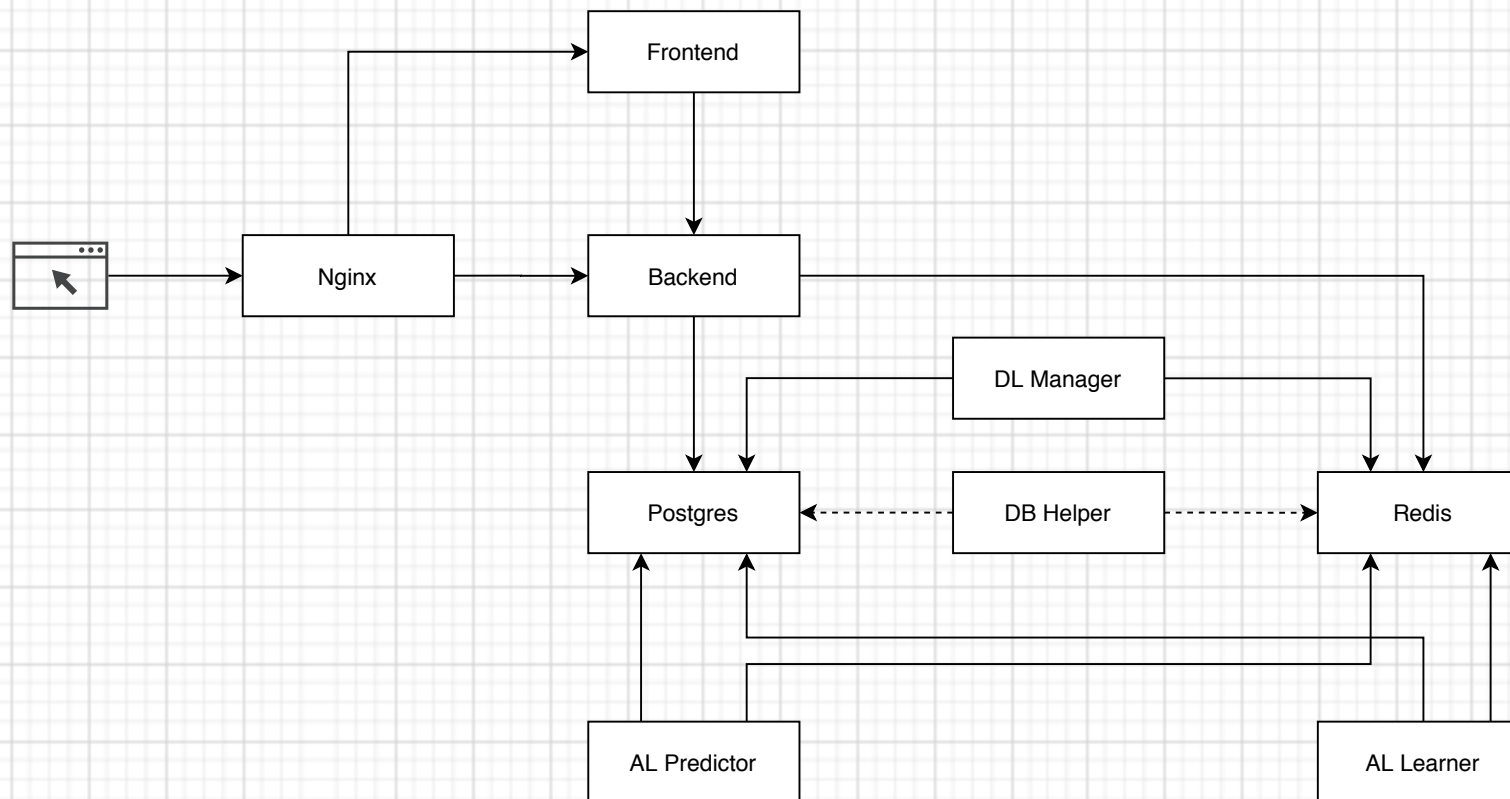 Frontend
Nginx
Backend
DL Manager
Postgres
DB Helper
Redis
AL Predictor
AL Learner